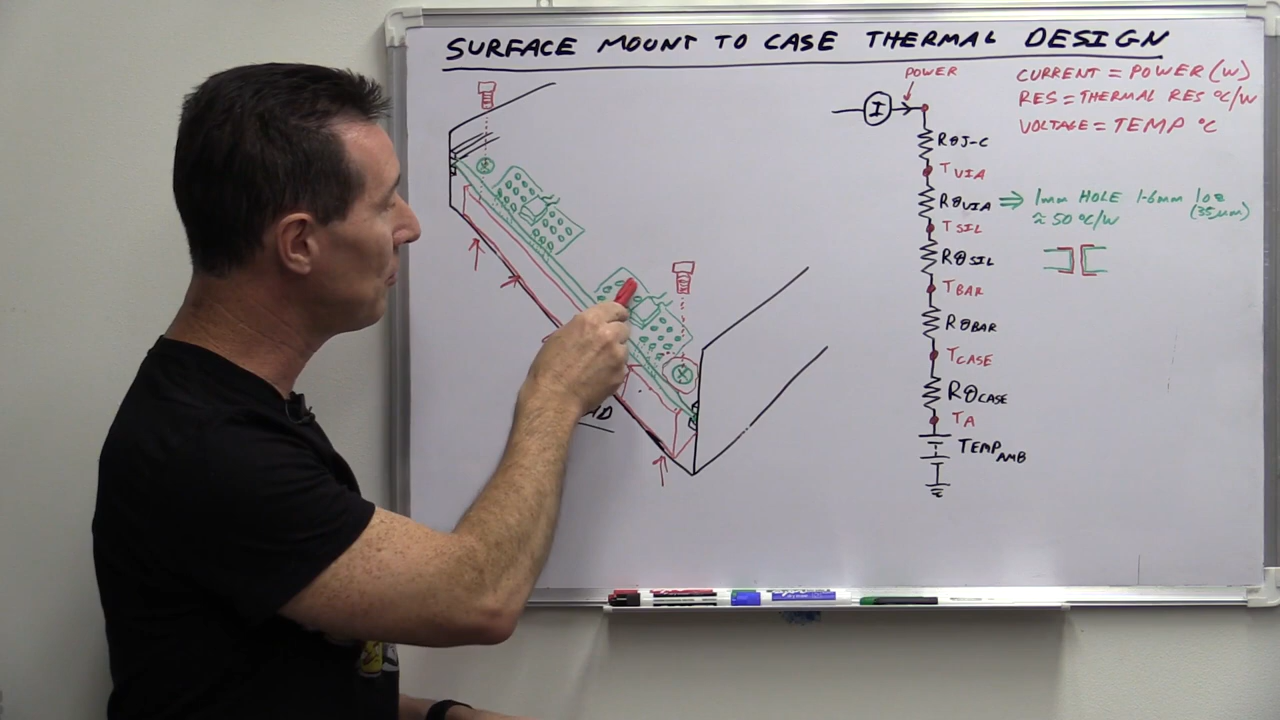 SURFACE MOUNT TO CASE THERMAL DESIGN
POWER
CURRENT = POWER (W)
RES = THERMAL RES °C/W
VOLTAGE = TEMP °C
I
RθJ-C
TVIA
RθVIA ⇒ 1mm HOLE 1.6mm 1oz
(35μm)
≈ 50°C/W
TSIL
RθSIL
TBAR
RθBAR
TCASE
RθCASE
TA
TEMPAMB